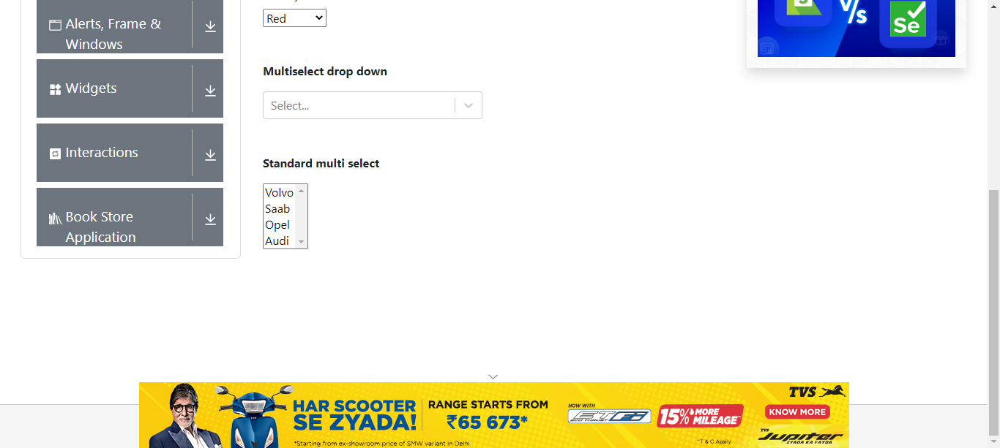 Alerts, Frame &
Windows
Widgets
Interactions
Book Store
Application
Red
Multiselect drop down
Select...
Standard multi select
Volvo
Saab
Opel
Audi
V/s
Se
HAR SCOOTER
SE ZYADA!
*Starting from ex-showroom price of SMW variant in Delhi
RANGE STARTS FROM
₹65 673*
NOW WITH
ETFi
ECO THRUST
15% MORE
MILEAGE*
*T & C Apply
TVS
KNOW MORE
TVS
Jupiter
ZYADA KA FAYDA